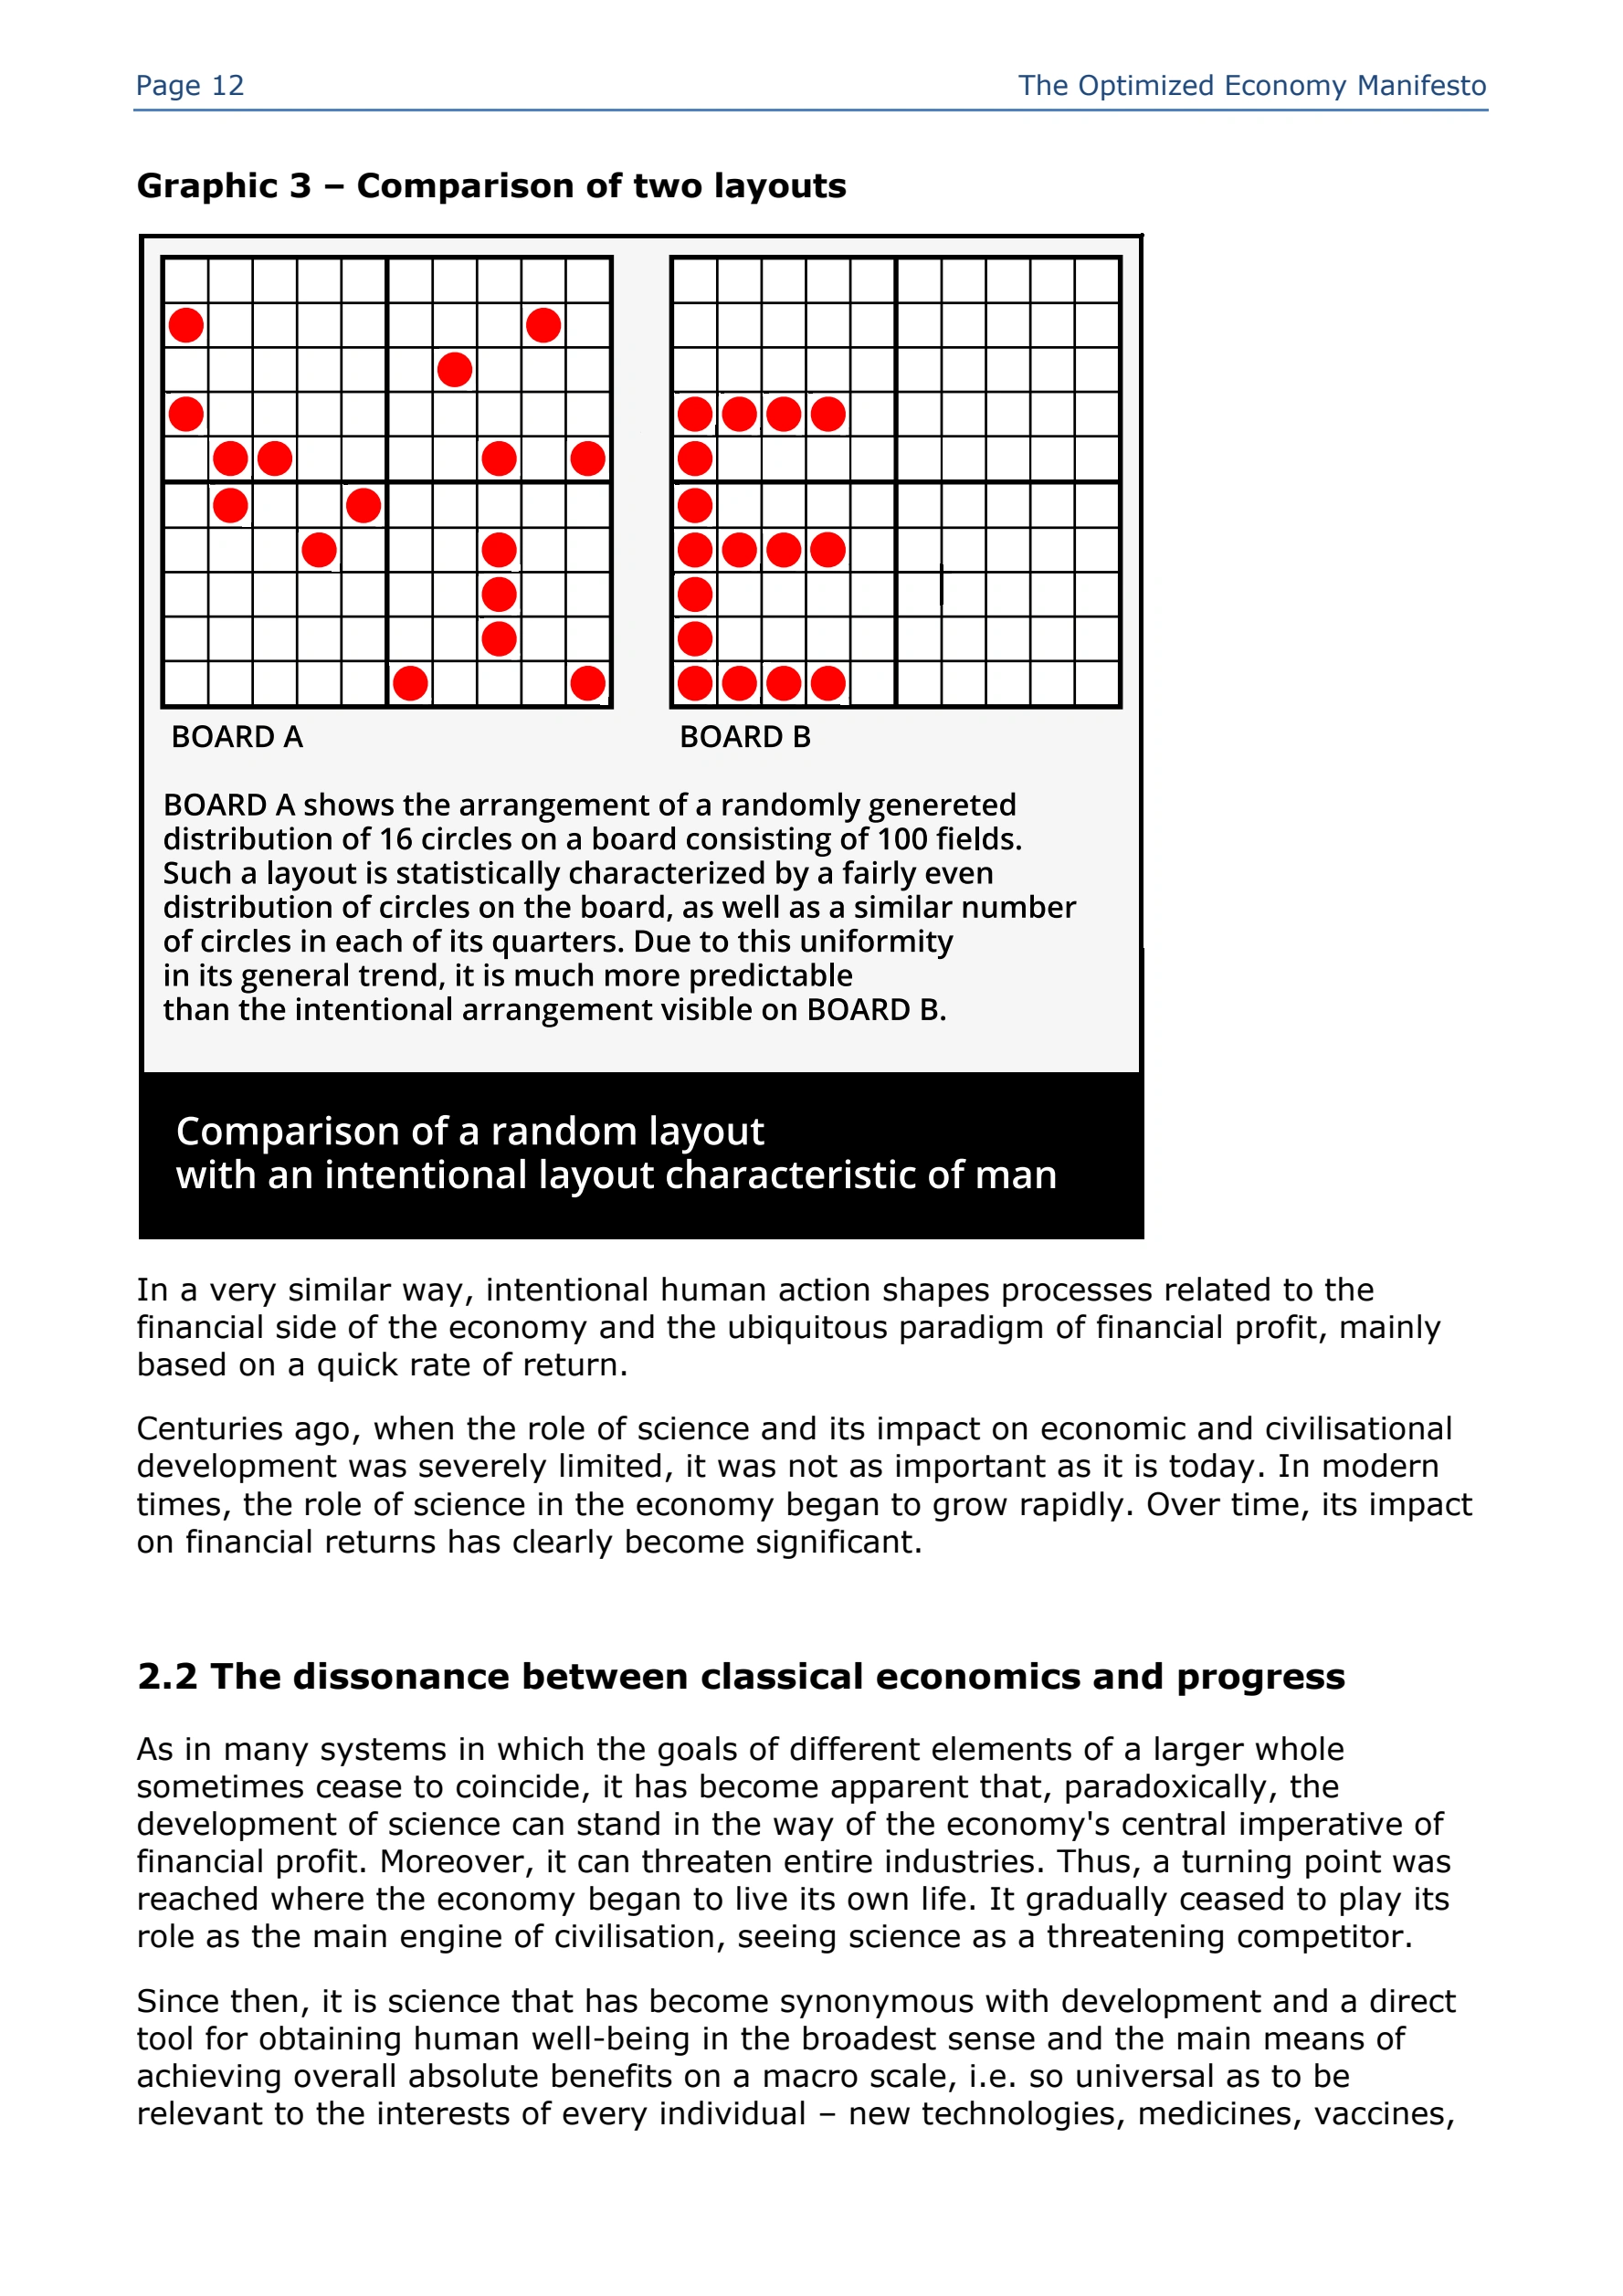 Page 12 The Optimized Economy Manifesto
Graphic 3 – Comparison of two layouts
BOARD A BOARD B
BOARD A shows the arrangement of a randomly genereted
distribution of 16 circles on a board consisting of 100 fields.
Such a layout is statistically characterized by a fairly even
distribution of circles on the board, as well as a similar number
of circles in each of its quarters. Due to this uniformity
in its general trend, it is much more predictable
than the intentional arrangement visible on BOARD B.
Comparison of a random layout
with an intentional layout characteristic of man
In a very similar way, intentional human action shapes processes related to the
financial side of the economy and the ubiquitous paradigm of financial profit, mainly
based on a quick rate of return.
Centuries ago, when the role of science and its impact on economic and civilisational
development was severely limited, it was not as important as it is today. In modern
times, the role of science in the economy began to grow rapidly. Over time, its impact
on financial returns has clearly become significant.
2.2 The dissonance between classical economics and progress
As in many systems in which the goals of different elements of a larger whole
sometimes cease to coincide, it has become apparent that, paradoxically, the
development of science can stand in the way of the economy's central imperative of
financial profit. Moreover, it can threaten entire industries. Thus, a turning point was
reached where the economy began to live its own life. It gradually ceased to play its
role as the main engine of civilisation, seeing science as a threatening competitor.
Since then, it is science that has become synonymous with development and a direct
tool for obtaining human well-being in the broadest sense and the main means of
achieving overall absolute benefits on a macro scale, i.e. so universal as to be
relevant to the interests of every individual – new technologies, medicines, vaccines,